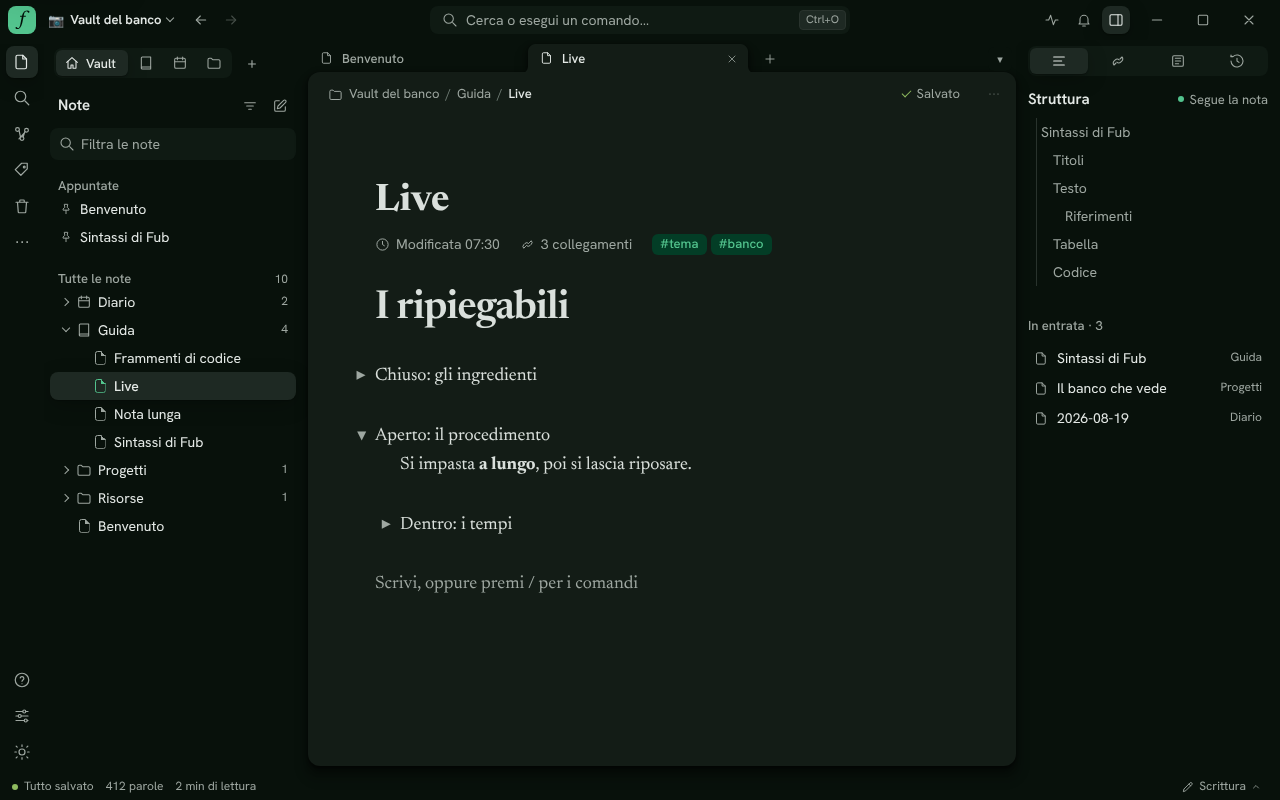 f Vault del banco
Cerca o esegui un comando...
Ctrl+O
Vault
Benvenuto
Live
Note
Filtra le note
Appuntate
Benvenuto
Sintassi di Fub
Tutte le note 10
Diario 2
Guida 4
Frammenti di codice
Live
Nota lunga
Sintassi di Fub
Progetti 1
Risorse 1
Benvenuto
Vault del banco / Guida / Live
Salvato
Live
Modificata 07:30 3 collegamenti #tema #banco
I ripiegabili
Chiuso: gli ingredienti
Aperto: il procedimento
Si impasta a lungo, poi si lascia riposare.
Dentro: i tempi
Scrivi, oppure premi / per i comandi
Struttura Segue la nota
Sintassi di Fub
Titoli
Testo
Riferimenti
Tabella
Codice
In entrata · 3
Sintassi di Fub Guida
Il banco che vede Progetti
2026-08-19 Diario
Tutto salvato 412 parole 2 min di lettura
Scrittura